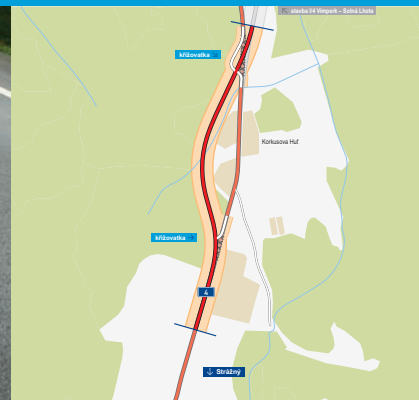 stavba I/4 Vimperk – Solná Lhota
křižovatka
Korkusova Huť
křižovatka
4
↓ Strážný